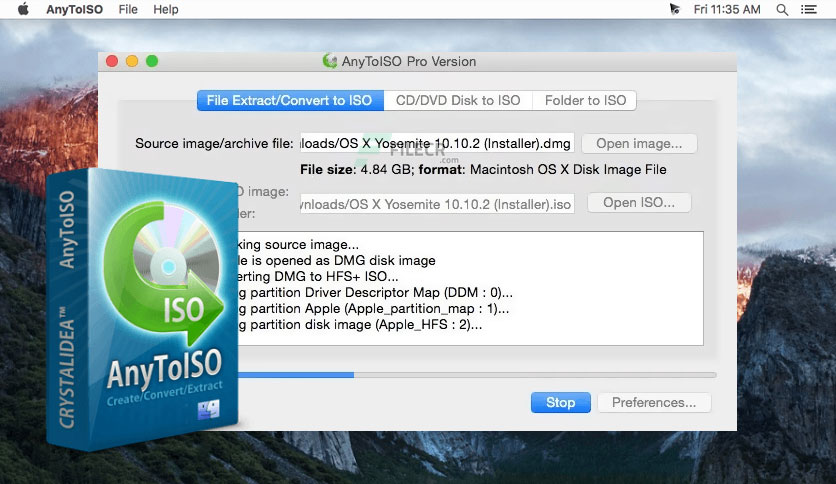 AnyToISO File Help Fri 11:35 AM
AnyToISO Pro Version
File Extract/Convert to ISO CD/DVD Disk to ISO Folder to ISO
Source image/archive file: loads/OS X Yosemite 10.10.2 (Installer).dmg Open image...
FILECR
.com
File size: 4.84 GB; format: Macintosh OS X Disk Image File
image:
wnloads/OS X Yosemite 10.10.2 (Installer).iso Open ISO...
king source image...
le is opened as DMG disk image
erting DMG to HFS+ ISO...
g partition Driver Descriptor Map (DDM : 0)...
g partition Apple (Apple_partition_map : 1)...
g partition disk image (Apple_HFS : 2)...
Stop Preferences...
AnyToISO
CRYSTALIDEA™
ISO
AnyToISO
Create/Convert/Extract